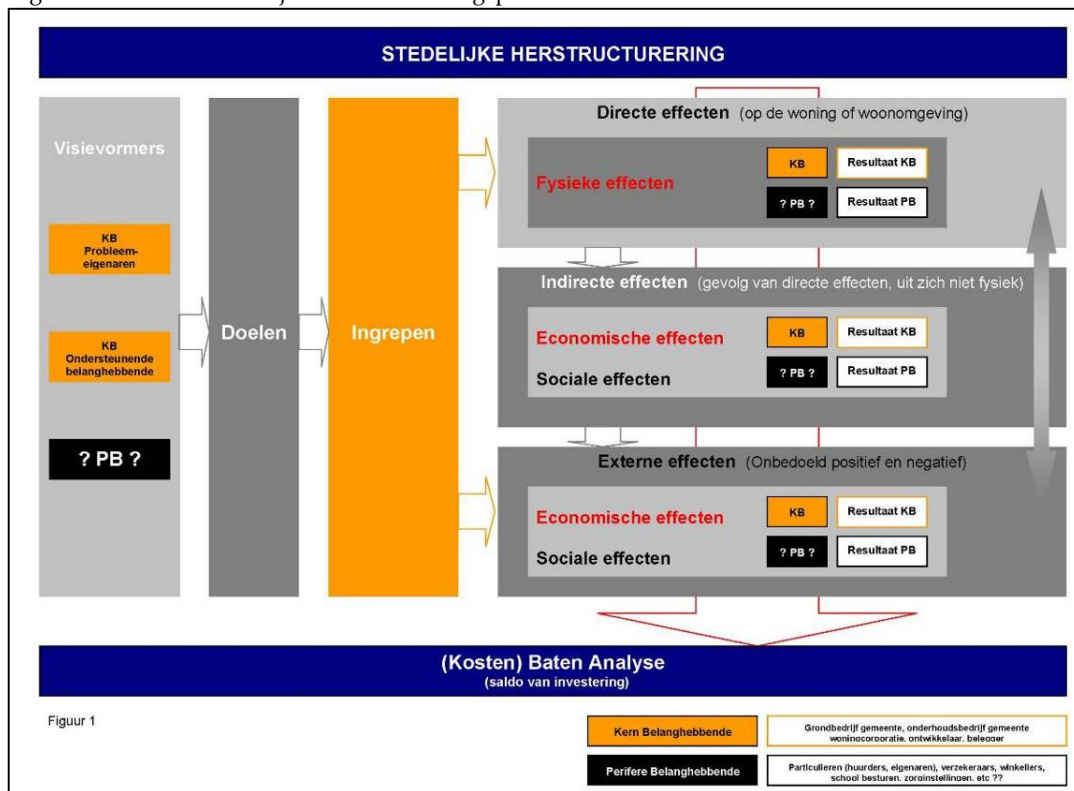 STEDELIJKE HERSTRUCTURERING
Visievormers
KB
Probleem-
eigenaren
KB
Ondersteunende
belanghebbende
? PB ?
Doelen
Ingrepen
Directe effecten (op de woning of woonomgeving)
Fysieke effecten
KB
Resultaat KB
? PB ?
Resultaat PB
Indirecte effecten (gevolg van directe effecten, uit zich niet fysiek)
Economische effecten
KB
Resultaat KB
Sociale effecten
? PB ?
Resultaat PB
Externe effecten (Onbedoeld positief en negatief)
Economische effecten
KB
Resultaat KB
Sociale effecten
? PB ?
Resultaat PB
(Kosten) Baten Analyse
(saldo van investering)
Figuur 1
Kern Belanghebbende
Grondbedrijf gemeente, onderhoudsbedrijf gemeente
woningcorporatie, ontwikkelaar, belegger
Perifere Belanghebbende
Particulieren (huurders, eigenaren), verzekeraars, winkeliers,
school besturen, zorginstellingen, etc ??